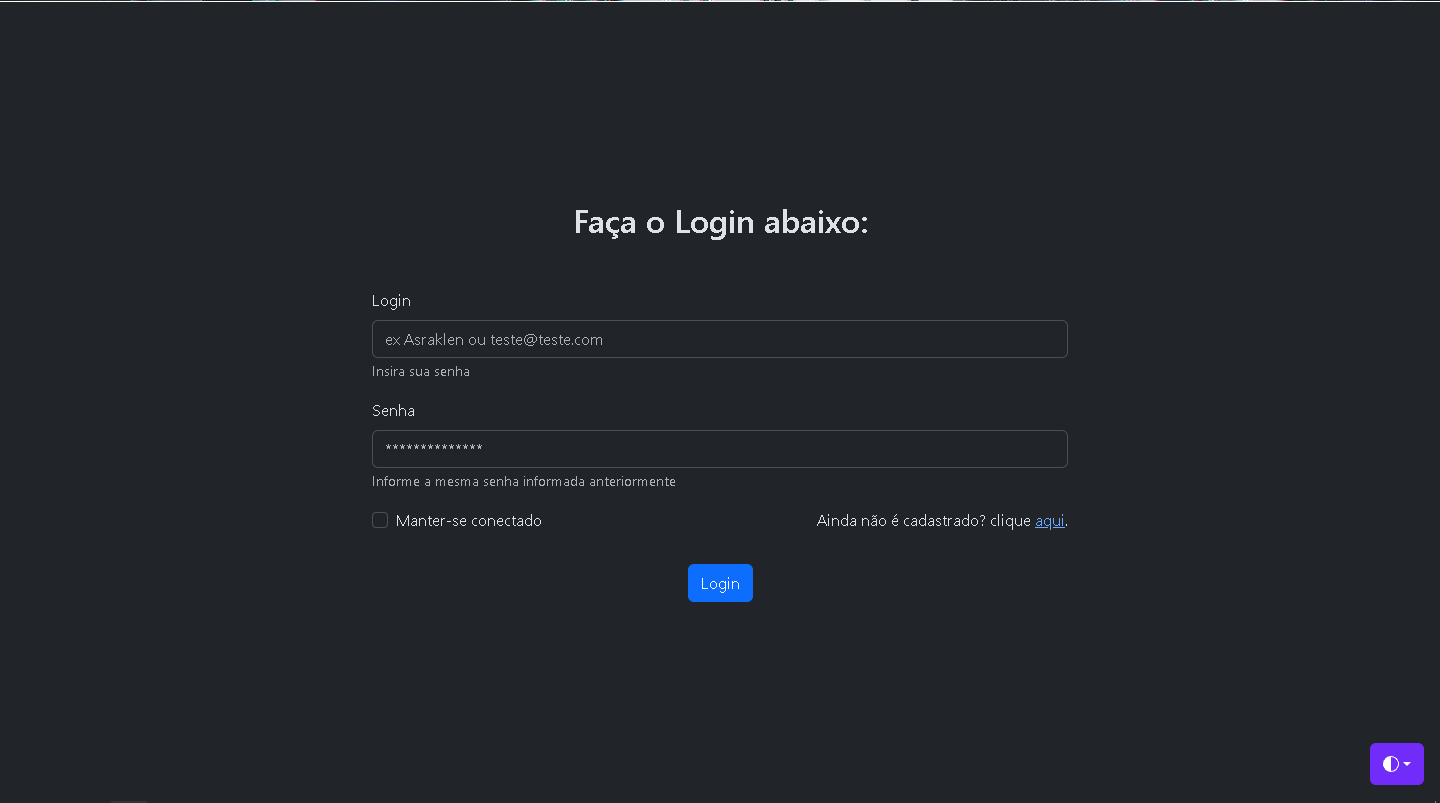 Faça o Login abaixo:
Login
ex Asraklen ou teste@teste.com
Insira sua senha
Senha
**************
Informe a mesma senha informada anteriormente
Manter-se conectado
Ainda não é cadastrado? clique aqui.
Login